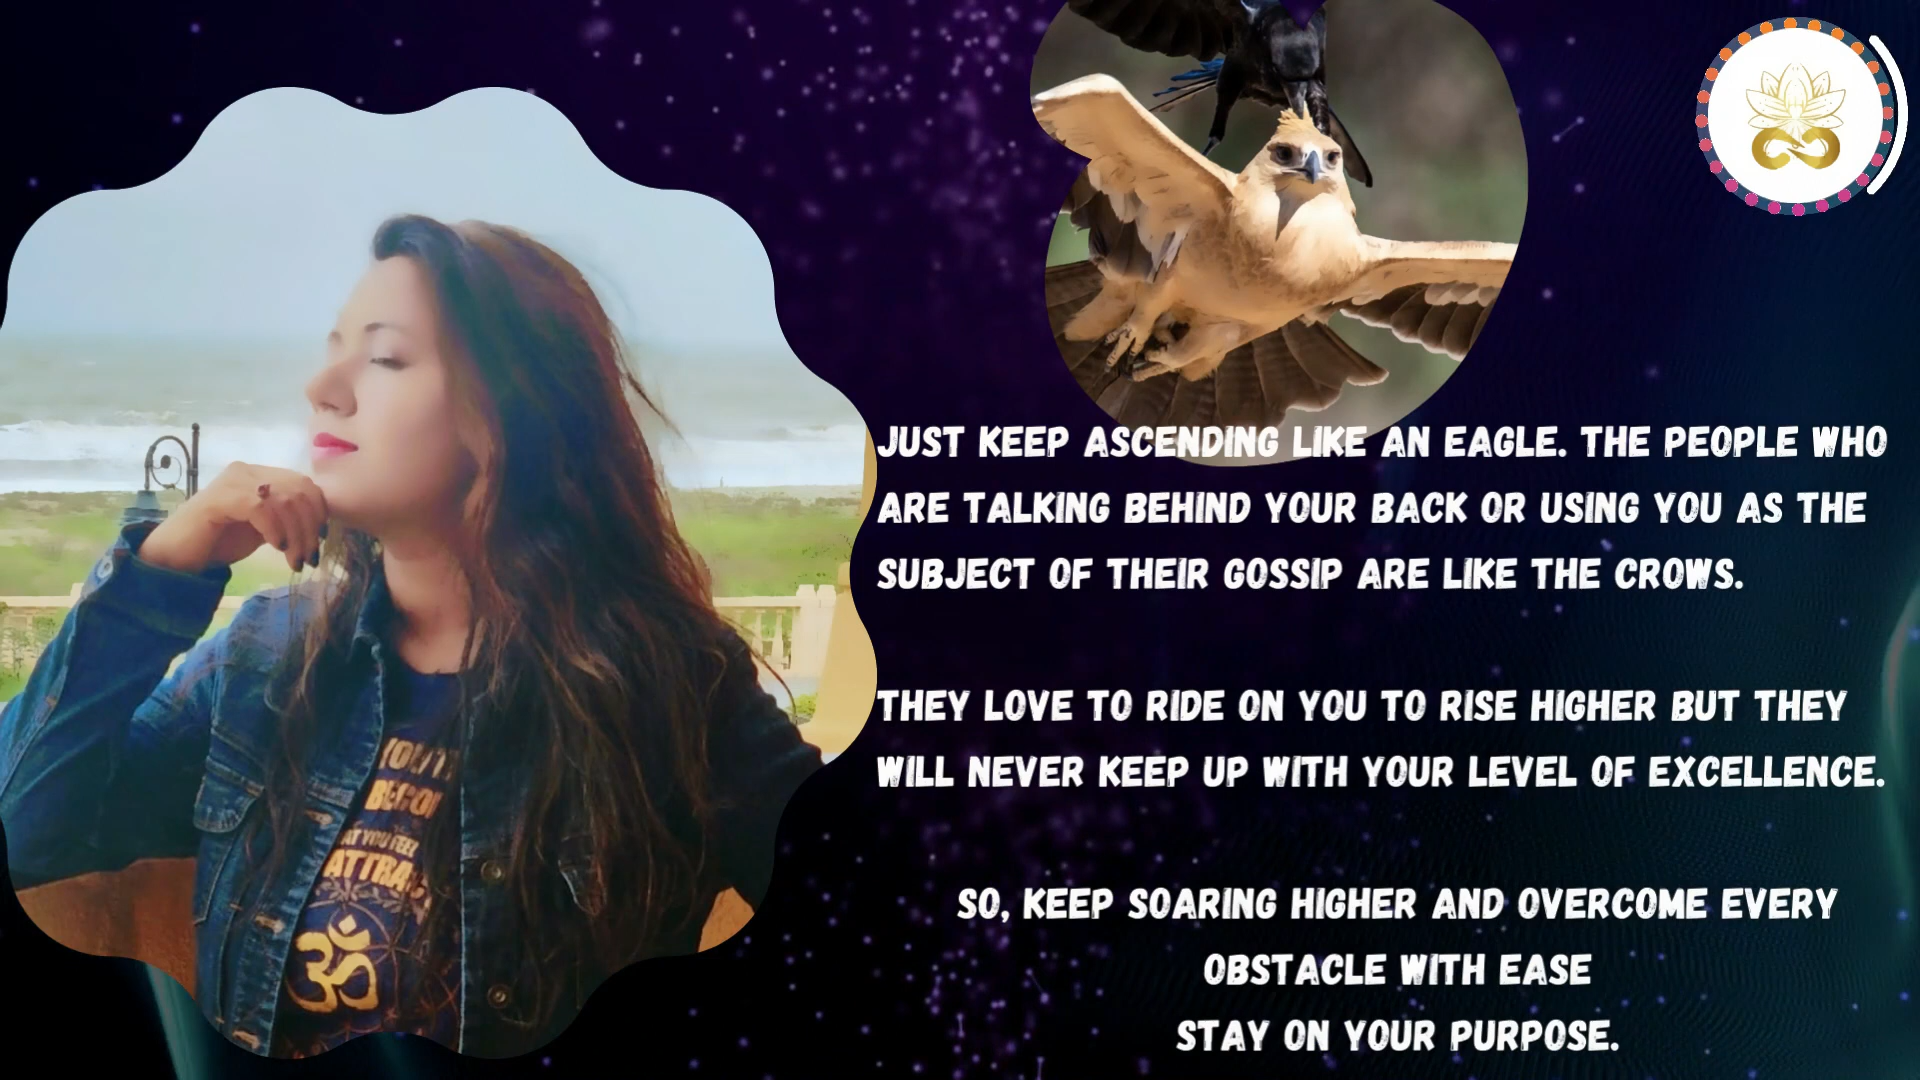 JUST KEEP ASCENDING LIKE AN EAGLE. THE PEOPLE WHO
ARE TALKING BEHIND YOUR BACK OR USING YOU AS THE
SUBJECT OF THEIR GOSSIP ARE LIKE THE CROWS.
THEY LOVE TO RIDE ON YOU TO RISE HIGHER BUT THEY
WILL NEVER KEEP UP WITH YOUR LEVEL OF EXCELLENCE.
SO, KEEP SOARING HIGHER AND OVERCOME EVERY
OBSTACLE WITH EASE
STAY ON YOUR PURPOSE.
AT YOU FEEL
ॐ